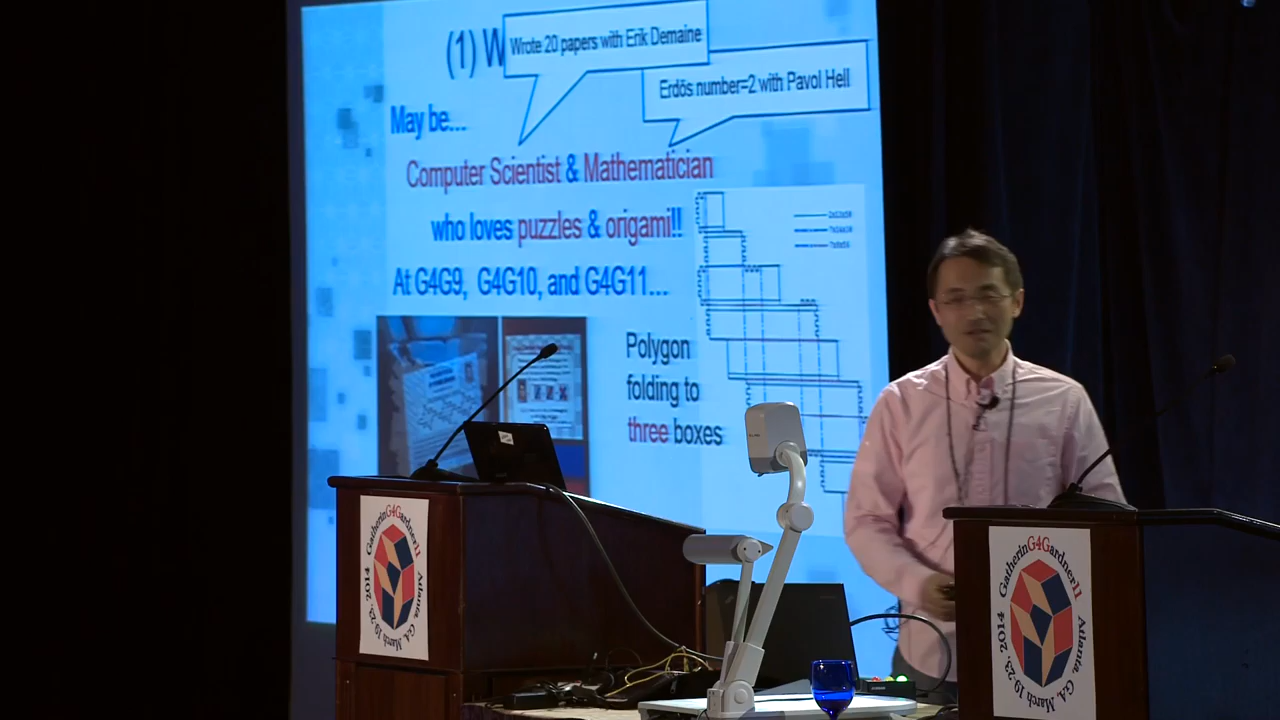 (1) W
Wrote 20 papers with Erik Demaine
Erdös number=2 with Pavol Hell
May be...
Computer Scientist & Mathematician
who loves puzzles & origami!!
At G4G9, G4G10, and G4G11...
Polygon
folding to
three boxes
GatherinG4Gardner11
Atlanta, GA, March 19-23, 2014
GatherinG4Gardner11
Atlanta, GA, March 19-23, 2014